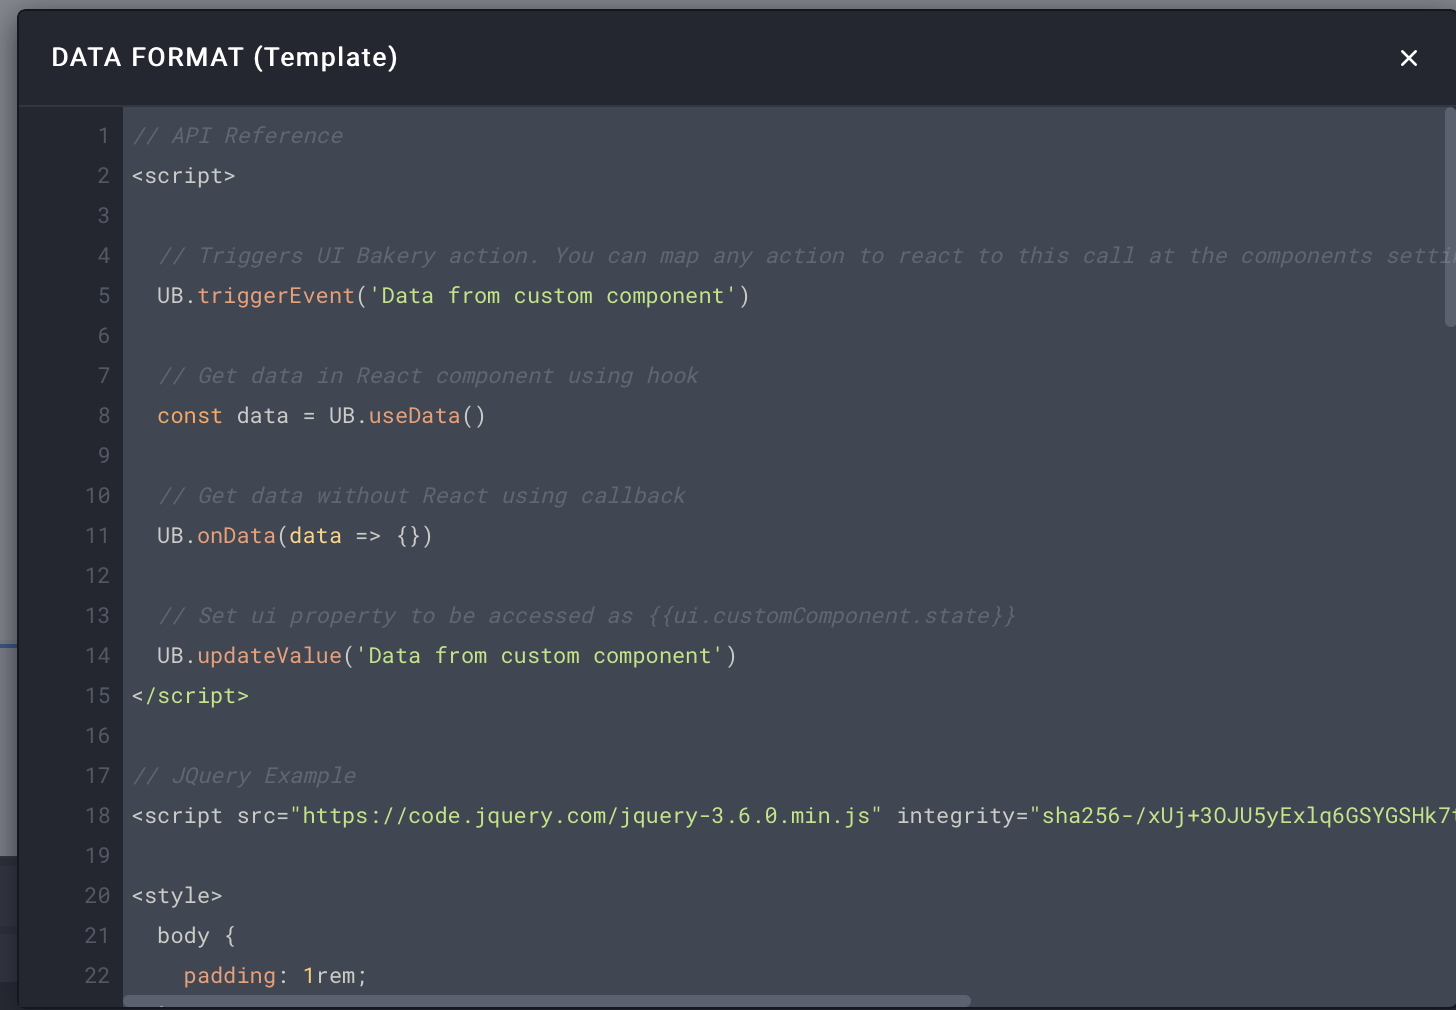 DATA FORMAT (Template)
1 // API Reference
2 <script>
3
4 // Triggers UI Bakery action. You can map any action to react to this call at the components
5 UB.triggerEvent('Data from custom component')
6
7 // Get data in React component using hook
8 const data = UB.useData()
9
10 // Get data without React using callback
11 UB.onData(data => {})
12
13 // Set ui property to be accessed as {{ui.customComponent.state}}
14 UB.updateValue('Data from custom component')
15 </script>
16
17 // JQuery Example
18 <script src="https://code.jquery.com/jquery-3.6.0.min.js" integrity="sha256-/xUj+3OJU5yExlq6GSYGSHk7
19
20 <style>
21 body {
22 padding: 1rem;